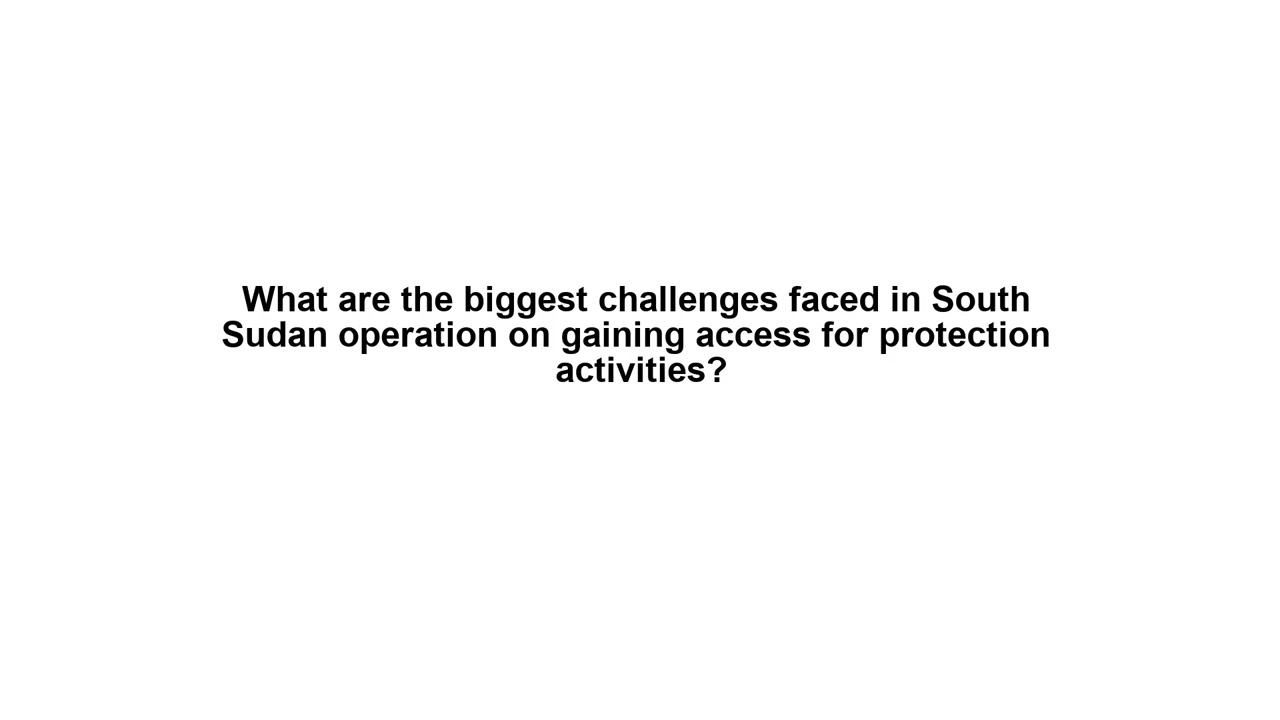 What are the biggest challenges faced in South
Sudan operation on gaining access for protection
activities?